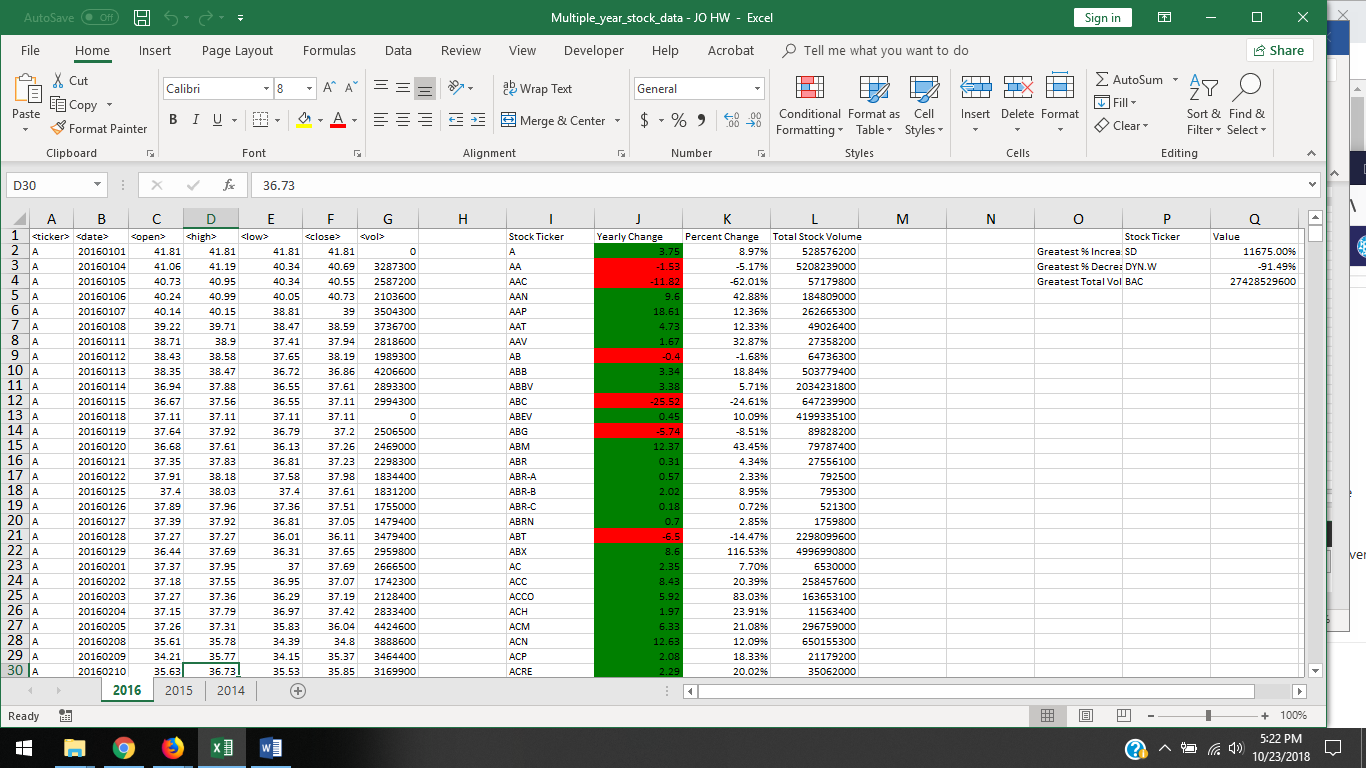 AutoSave Off Multiple_year_stock_data - JO HW - Excel Sign in
File Home Insert Page Layout Formulas Data Review View Developer Help Acrobat Tell me what you want to do Share
Paste Cut Copy Format Painter
Calibri 8 A A
B I U A
ab Wrap Text
Merge & Center
General
$ % , .00 .00
Conditional Formatting Format as Table Cell Styles
Insert Delete Format
AutoSum Fill Clear
Sort & Filter Find & Select
Clipboard Font Alignment Number Styles Cells Editing
D30 fx 36.73
A B C D E F G H I J K L M N O P Q
1 <ticker> <date> <open> <high> <low> <close> <vol> Stock Ticker Yearly Change Percent Change Total Stock Volume Stock Ticker Value
2 A 20160101 41.81 41.81 41.81 41.81 0 A 3.75 8.97% 528576200 Greatest % Increa SD 11675.00%
3 A 20160104 41.06 41.19 40.34 40.69 3287300 AA -1.53 -5.17% 5208239000 Greatest % Decrea DYN.W -91.49%
4 A 20160105 40.73 40.95 40.34 40.55 2587200 AAC -11.82 -62.01% 57179800 Greatest Total Vol BAC 27428529600
5 A 20160106 40.24 40.99 40.05 40.73 2103600 AAN 9.6 42.88% 184809000
6 A 20160107 40.14 40.15 38.81 39 3504300 AAP 18.61 12.36% 262665300
7 A 20160108 39.22 39.71 38.47 38.59 3736700 AAT 4.73 12.33% 49026400
8 A 20160111 38.71 38.9 37.41 37.94 2818600 AAV 1.67 32.87% 27358200
9 A 20160112 38.43 38.58 37.65 38.19 1989300 AB -0.4 -1.68% 64736300
10 A 20160113 38.35 38.47 36.72 36.86 4206600 ABB 3.34 18.84% 503779400
11 A 20160114 36.94 37.88 36.55 37.61 2893300 ABBV 3.38 5.71% 2034231800
12 A 20160115 36.67 37.56 36.55 37.11 2994300 ABC -25.52 -24.61% 647239900
13 A 20160118 37.11 37.11 37.11 37.11 0 ABEV 0.45 10.09% 4199335100
14 A 20160119 37.64 37.92 36.79 37.2 2506500 ABG -5.74 -8.51% 89828200
15 A 20160120 36.68 37.61 36.13 37.26 2469000 ABM 12.37 43.45% 79787400
16 A 20160121 37.35 37.83 36.81 37.23 2298300 ABR 0.31 4.34% 27556100
17 A 20160122 37.91 38.18 37.58 37.98 1834400 ABR-A 0.57 2.33% 792500
18 A 20160125 37.4 38.03 37.4 37.61 1831200 ABR-B 2.02 8.95% 795300
19 A 20160126 37.89 37.96 37.36 37.51 1755000 ABR-C 0.18 0.72% 521300
20 A 20160127 37.39 37.92 36.81 37.05 1479400 ABRN 0.7 2.85% 1759800
21 A 20160128 37.27 37.27 36.01 36.11 3479400 ABT -6.5 -14.47% 2298099600
22 A 20160129 36.44 37.69 36.31 37.65 2959800 ABX 8.6 116.53% 4996990800
23 A 20160201 37.37 37.95 37 37.69 2666500 AC 2.35 7.70% 6530000
24 A 20160202 37.18 37.55 36.95 37.07 1742300 ACC 8.43 20.39% 258457600
25 A 20160203 37.27 37.36 36.29 37.19 2128400 ACCO 5.92 83.03% 163653100
26 A 20160204 37.15 37.79 36.97 37.42 2833400 ACH 1.97 23.91% 11563400
27 A 20160205 37.26 37.31 35.83 36.04 4424600 ACM 6.33 21.08% 296759000
28 A 20160208 35.61 35.78 34.39 34.8 3888600 ACN 12.63 12.09% 650155300
29 A 20160209 34.21 35.77 34.15 35.37 3464400 ACP 2.08 18.33% 21179200
30 A 20160210 35.63 36.73 35.53 35.85 3169900 ACRE 2.29 20.02% 35062000
2016 2015 2014
Ready 100%
5:22 PM
10/23/2018